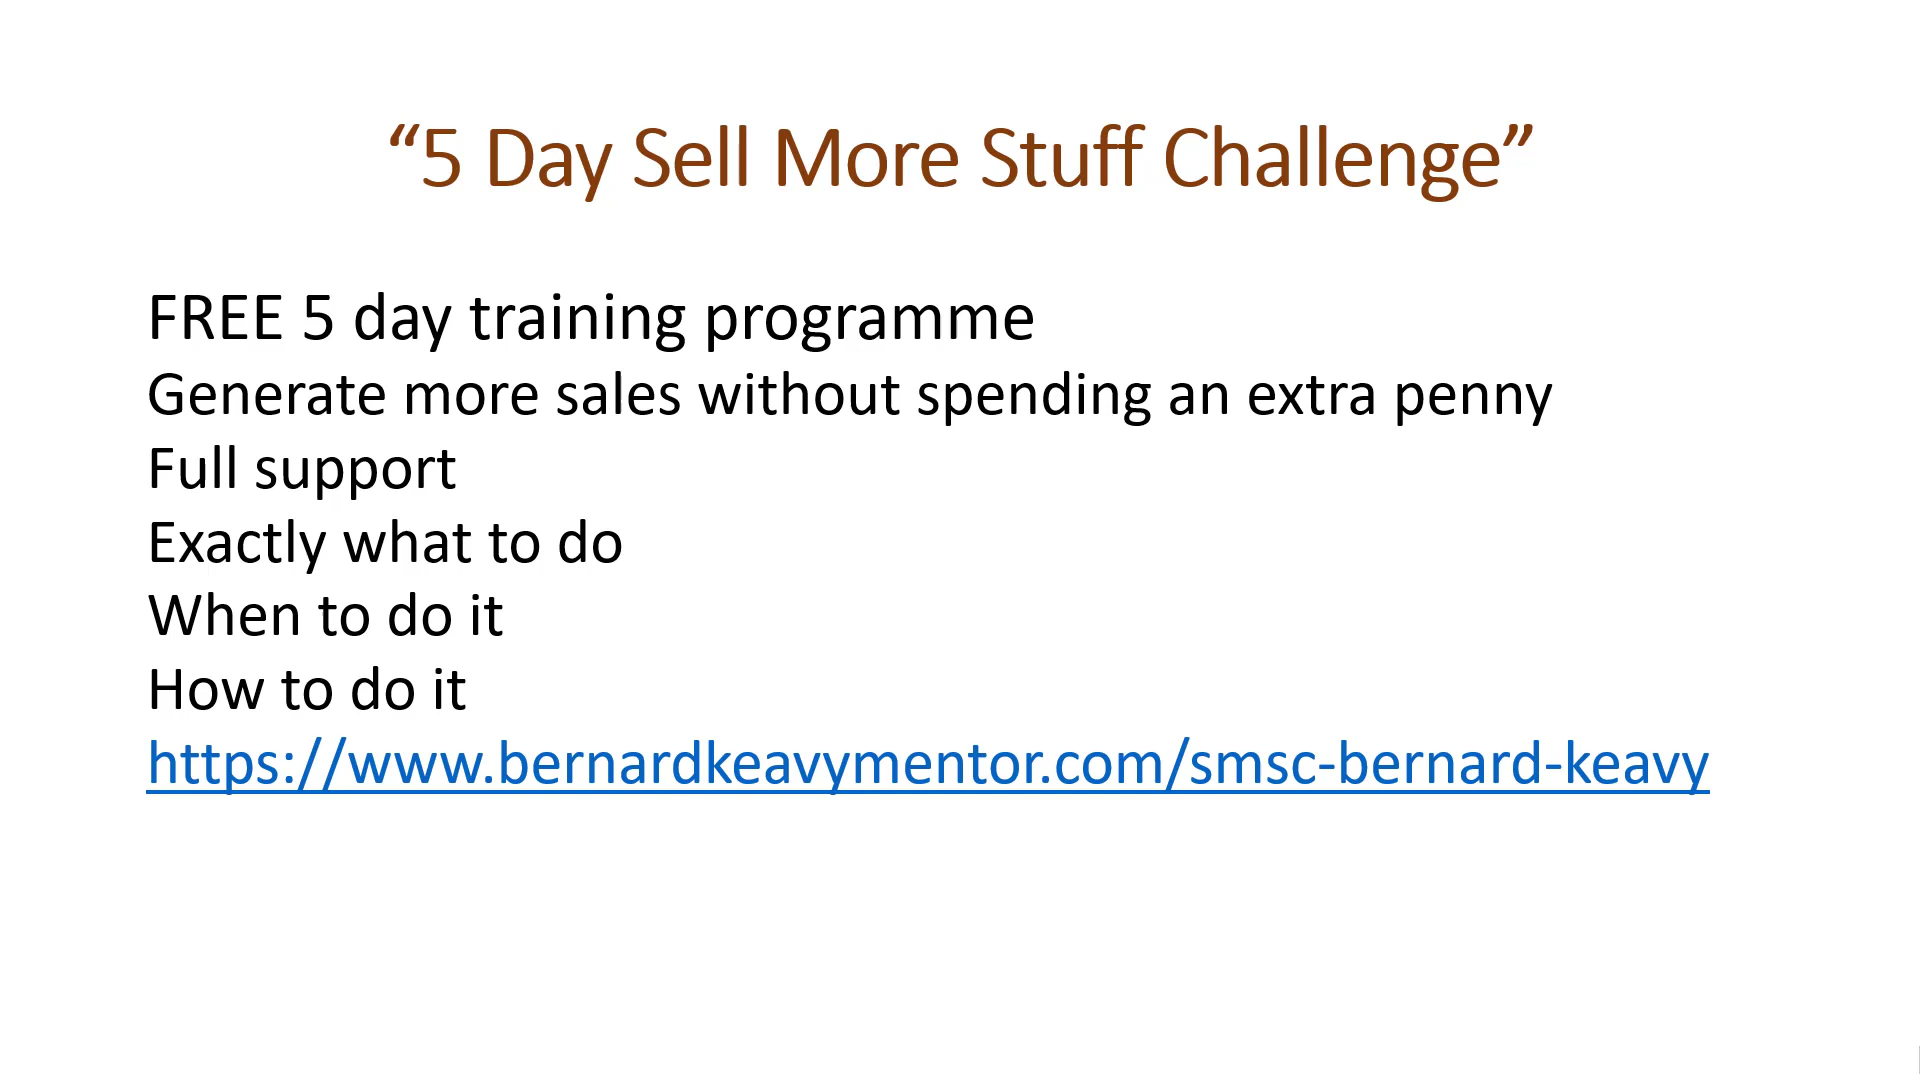 “5 Day Sell More Stuff Challenge”
FREE 5 day training programme
Generate more sales without spending an extra penny
Full support
Exactly what to do
When to do it
How to do it
https://www.bernardkeavymentor.com/smsc-bernard-keavy